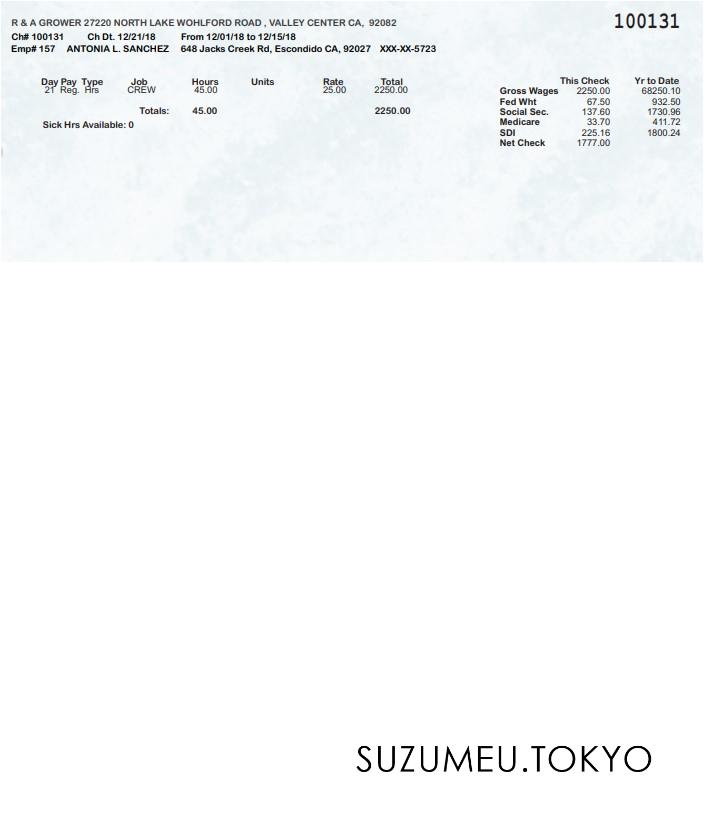 R & A GROWER 27220 NORTH LAKE WOHLFORD ROAD , VALLEY CENTER CA, 92082
100131
Ch# 100131 Ch Dt. 12/21/18 From 12/01/18 to 12/15/18
Emp# 157 ANTONIA L. SANCHEZ 648 Jacks Creek Rd, Escondido CA, 92027 XXX-XX-5723
Day Pay Type Job Hours Units Rate Total
21 Reg. Hrs CREW 45.00 25.00 2250.00
Totals: 45.00 2250.00
Sick Hrs Available: 0
This Check Yr to Date
Gross Wages 2250.00 68250.10
Fed Wht 67.50 932.50
Social Sec. 137.60 1730.96
Medicare 33.70 411.72
SDI 225.16 1800.24
Net Check 1777.00
SUZUMEU.TOKYO